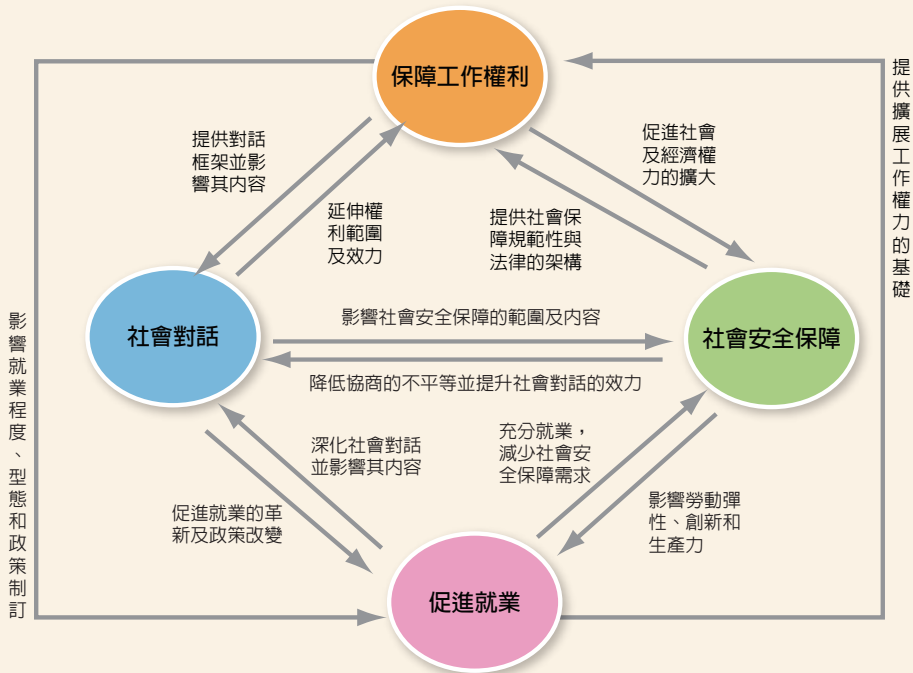 保障工作權利
提供對話
框架並影
響其內容
延伸權
利範圍
及效力
促進社會
及經濟權
力的擴大
提供社會保
障規範性與
法律的架構
提供擴展工作權力的基礎
社會對話
社會安全保障
影響社會安全保障的範圍及內容
降低協商的不平等並提升社會對話的效力
影響就業程度、型態和政策制訂
深化社會對話
並影響其內容
促進就業的革
新及政策改變
充分就業，
減少社會安
全保障需求
影響勞動彈
性、創新和
生產力
促進就業